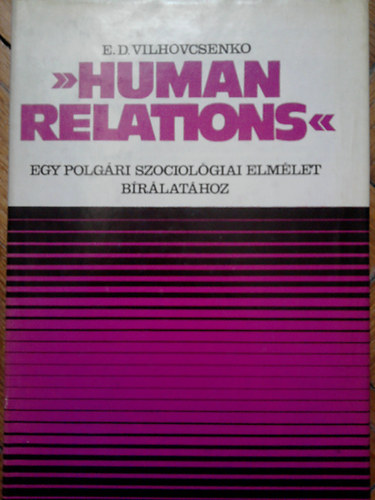 E. D. VILHOVCSENKO
»HUMAN
RELATIONS«
EGY POLGÁRI SZOCIOLÓGIAI ELMÉLET
BÍRÁLATÁHOZ